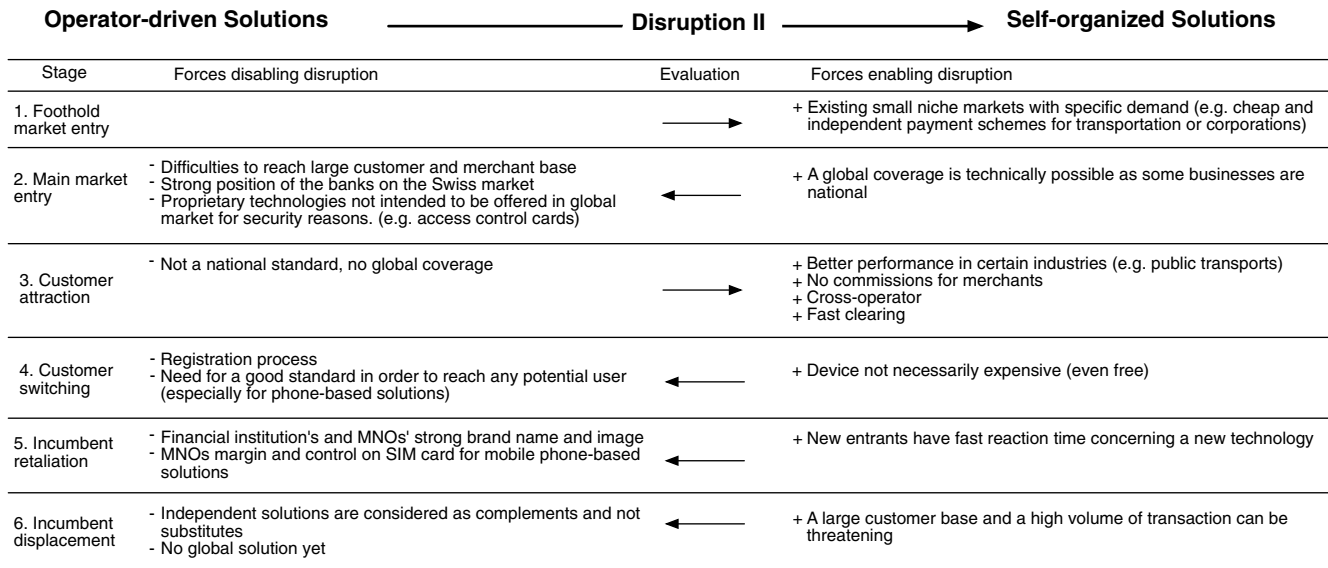 Operator-driven Solutions Disruption II Self-organized Solutions
Stage Forces disabling disruption Evaluation Forces enabling disruption
1. Foothold
market entry
+ Existing small niche markets with specific demand (e.g. cheap and
independent payment schemes for transportation or corporations)
2. Main market
entry
- Difficulties to reach large customer and merchant base
- Strong position of the banks on the Swiss market
- Proprietary technologies not intended to be offered in global
market for security reasons. (e.g. access control cards)
+ A global coverage is technically possible as some businesses are
national
3. Customer
attraction
- Not a national standard, no global coverage
+ Better performance in certain industries (e.g. public transports)
+ No commissions for merchants
+ Cross-operator
+ Fast clearing
4. Customer
switching
- Registration process
- Need for a good standard in order to reach any potential user
(especially for phone-based solutions)
+ Device not necessarily expensive (even free)
5. Incumbent
retaliation
- Financial institution's and MNOs' strong brand name and image
- MNOs margin and control on SIM card for mobile phone-based
solutions
+ New entrants have fast reaction time concerning a new technology
6. Incumbent
displacement
- Independent solutions are considered as complements and not
substitutes
- No global solution yet
+ A large customer base and a high volume of transaction can be
threatening